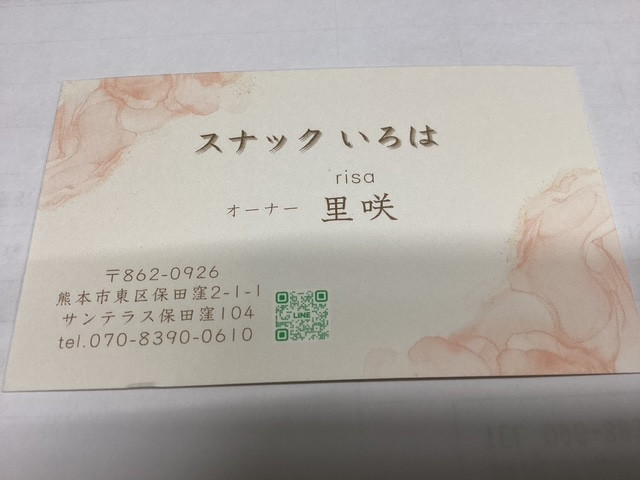 スナック いろは
risa
オーナー 里咲
〒862-0926
熊本市東区保田窪2-1-1
サンテラス保田窪104
tel.070-8390-0610
LINE